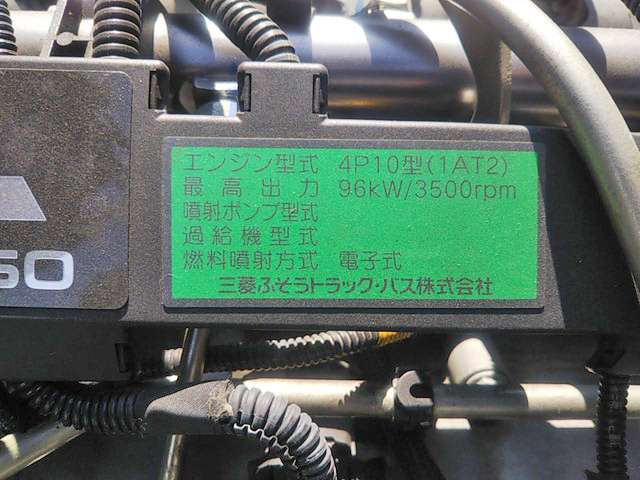 エンジン型式 4P10型(1AT2)
最高出力 96kW/3500rpm
噴射ポンプ型式
過給機型式
燃料噴射方式 電子式
三菱ふそうトラック・バス株式会社
50